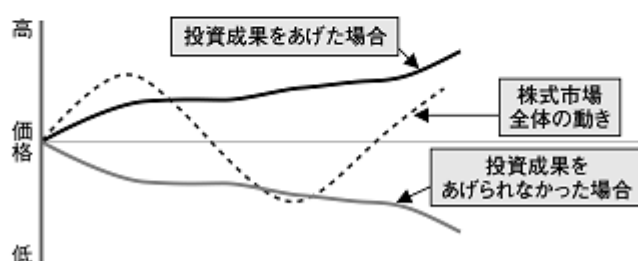 高
投資成果をあげた場合
株式市場
全体の動き
価格
投資成果を
あげられなかった場合
低